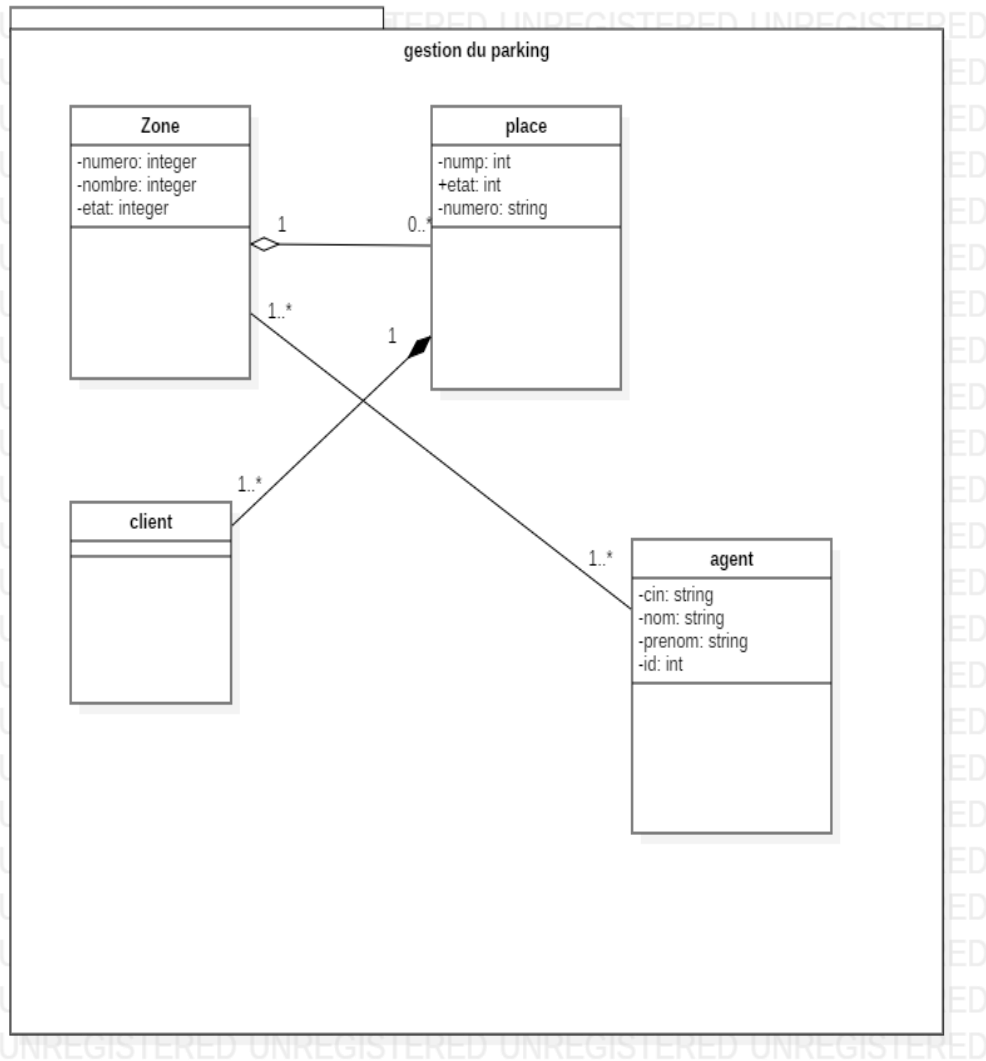 UNREGISTERED UNREGISTERED UNREGISTERED
gestion du parking
Zone
-numero: integer
-nombre: integer
-etat: integer
place
-nump: int
+etat: int
-numero: string
1
0..*
1..*
1
1..*
client
1..*
agent
-cin: string
-nom: string
-prenom: string
-id: int
UNREGISTERED UNREGISTERED UNREGISTERED UNREGISTERED